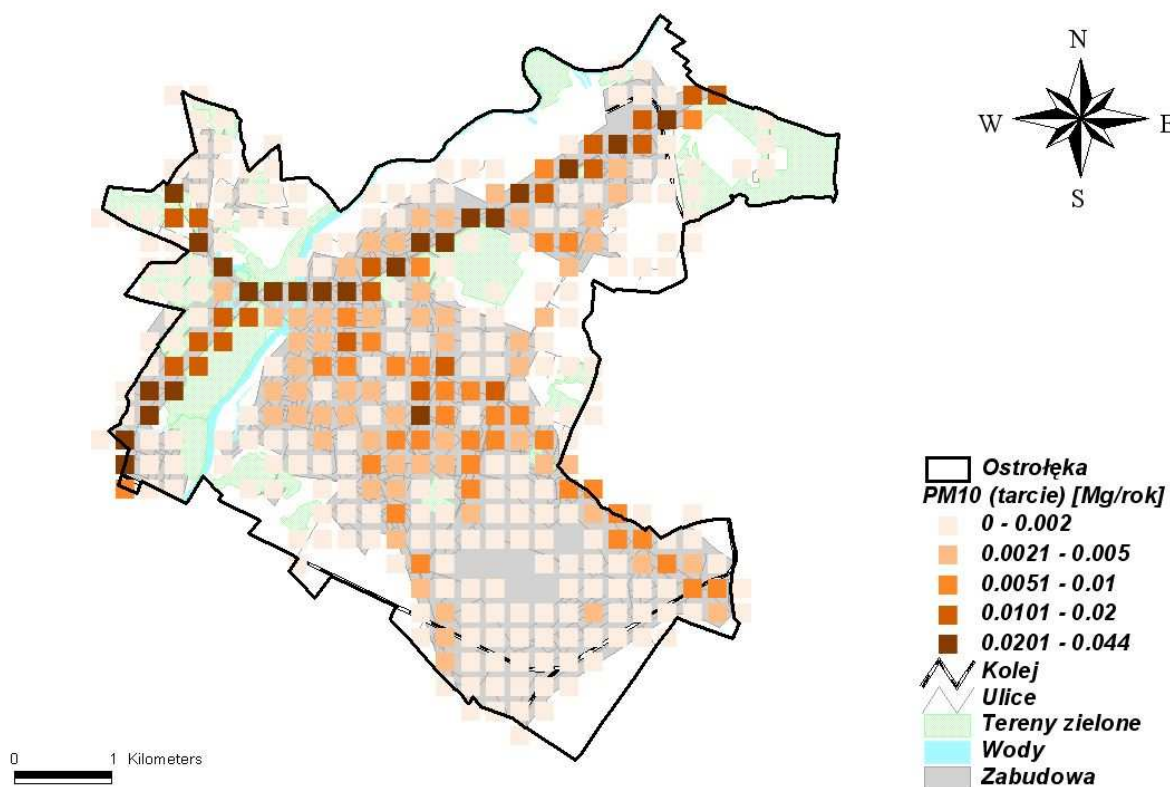 N
W E
S
Ostrołęka
PM10 (tarcie) [Mg/rok]
0 - 0.002
0.0021 - 0.005
0.0051 - 0.01
0.0101 - 0.02
0.0201 - 0.044
Kolej
Ulice
Tereny zielone
Wody
Zabudowa
0 1 Kilometers